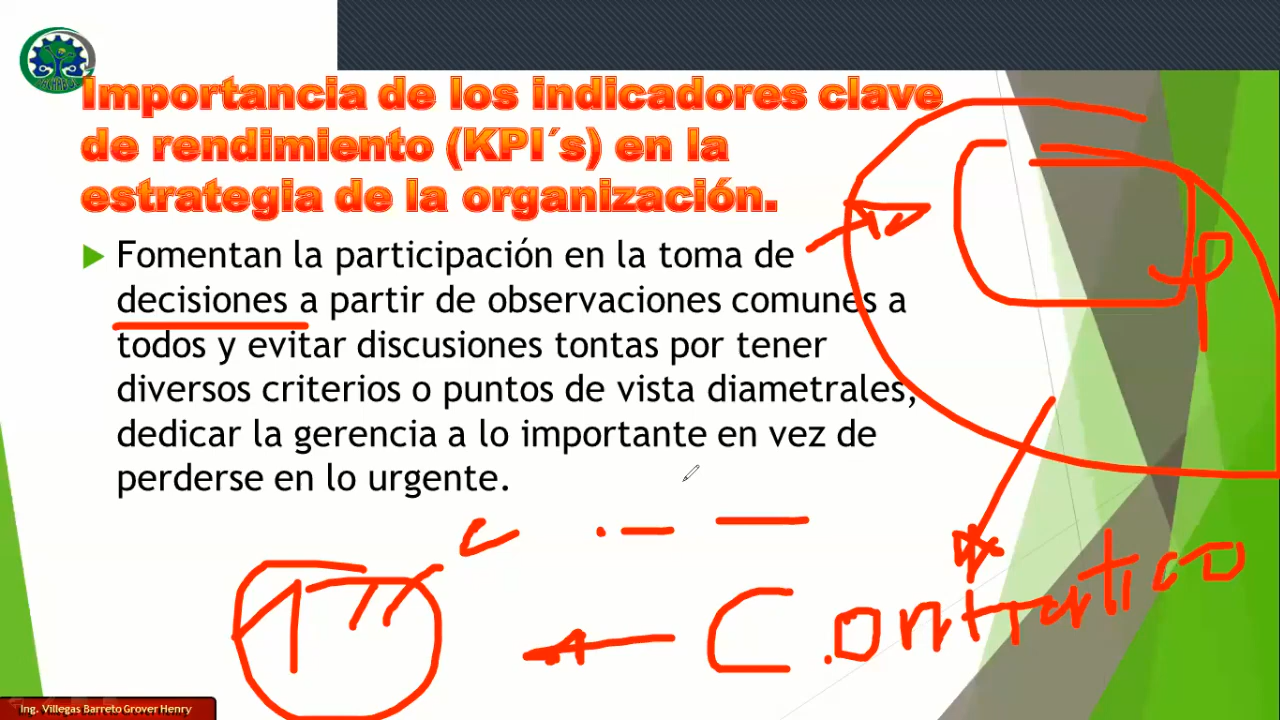 Importancia de los indicadores clave
de rendimiento (KPI´s) en la
estrategia de la organización.
Fomentan la participación en la toma de
decisiones a partir de observaciones comunes a
todos y evitar discusiones tontas por tener
diversos criterios o puntos de vista diametrales,
dedicar la gerencia a lo importante en vez de
perderse en lo urgente.
Ing. Villegas Barreto Grover Henry